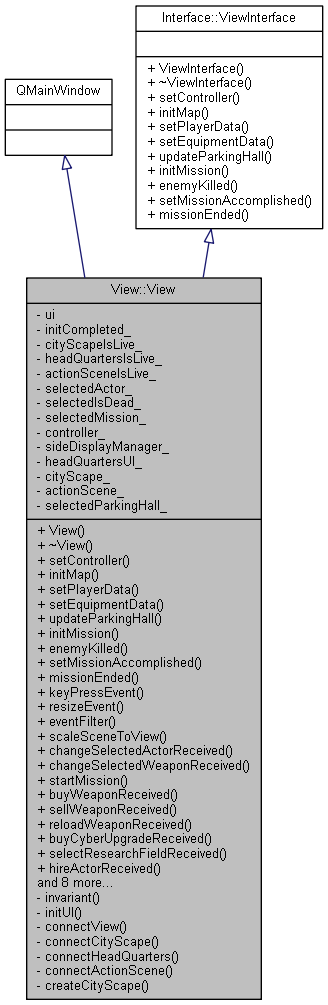 Interface::ViewInterface
+ ViewInterface()
+ ~ViewInterface()
+ setController()
+ initMap()
+ setPlayerData()
+ setEquipmentData()
+ updateParkingHall()
+ initMission()
+ enemyKilled()
+ setMissionAccomplished()
+ missionEnded()
QMainWindow
View::View
- ui
- initCompleted_
- cityScapeIsLive_
- headQuartersIsLive_
- actionSceneIsLive_
- selectedActor_
- selectedIsDead_
- selectedMission_
- controller_
- sideDisplayManager_
- headQuartersUI_
- cityScape_
- actionScene_
- selectedParkingHall_
+ View()
+ ~View()
+ setController()
+ initMap()
+ setPlayerData()
+ setEquipmentData()
+ updateParkingHall()
+ initMission()
+ enemyKilled()
+ setMissionAccomplished()
+ missionEnded()
+ keyPressEvent()
+ resizeEvent()
+ eventFilter()
+ scaleSceneToView()
+ changeSelectedActorReceived()
+ changeSelectedWeaponReceived()
+ startMission()
+ buyWeaponReceived()
+ sellWeaponReceived()
+ reloadWeaponReceived()
+ buyCyberUpgradeReceived()
+ selectResearchFieldReceived()
+ hireActorReceived()
and 8 more...
- invariant()
- initUI()
- connectView()
- connectCityScape()
- connectHeadQuarters()
- connectActionScene()
- createCityScape()